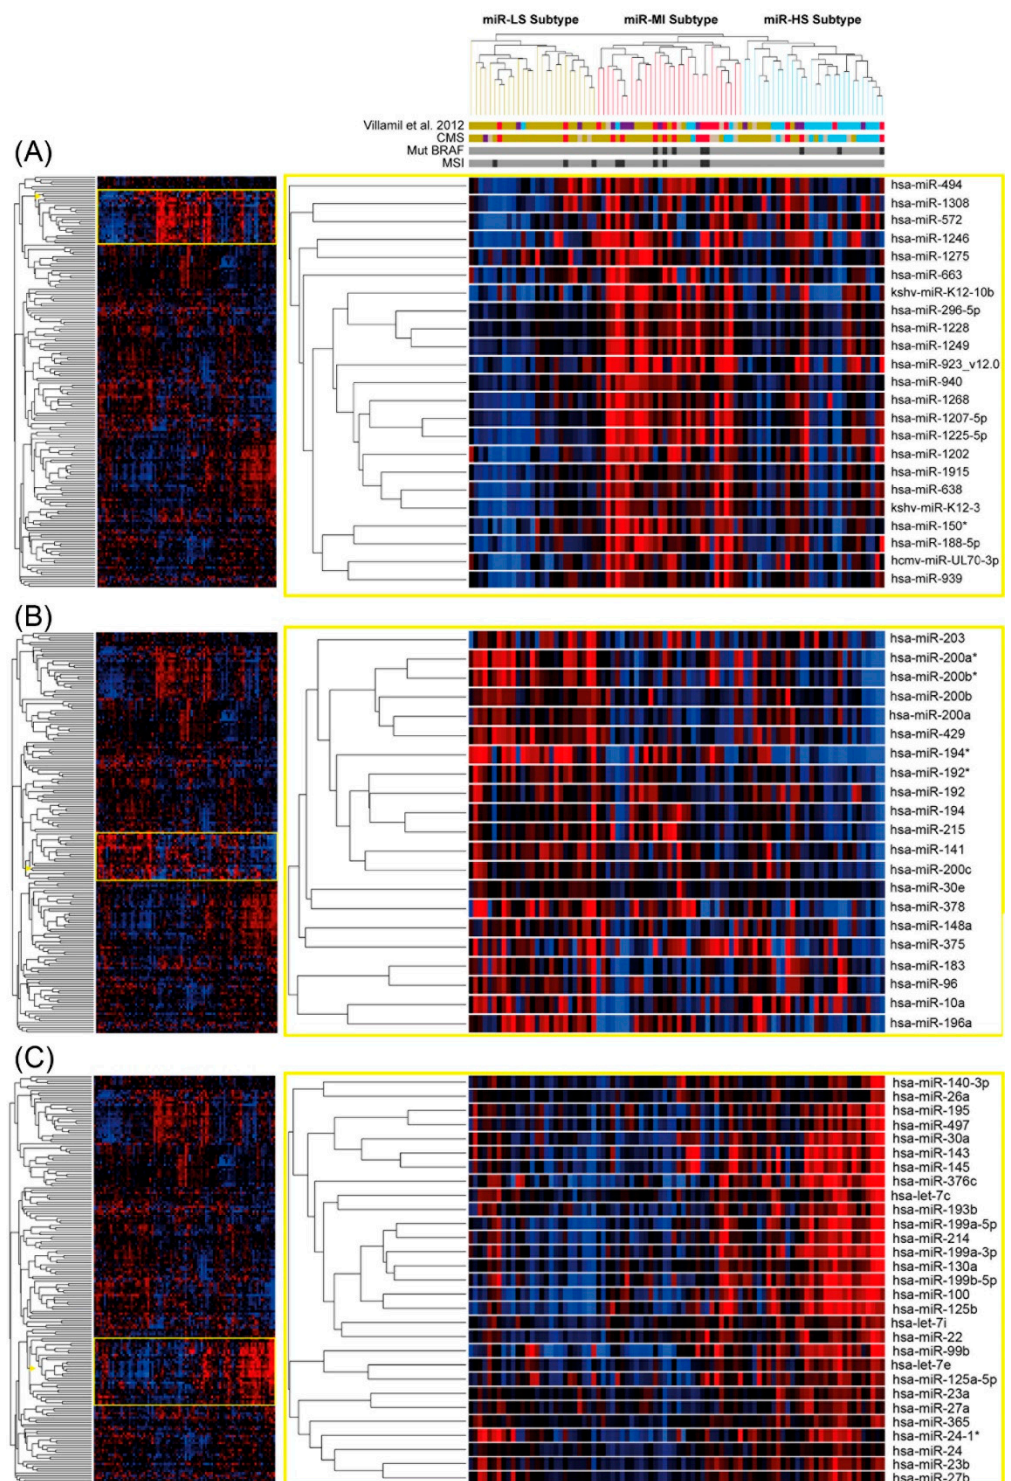 miR-LS Subtype miR-MI Subtype miR-HS Subtype
Villamil et al. 2012
CMS
Mut BRAF
MSI
(A)
hsa-miR-494
hsa-miR-1308
hsa-miR-572
hsa-miR-1246
hsa-miR-1275
hsa-miR-663
kshv-miR-K12-10b
hsa-miR-296-5p
hsa-miR-1228
hsa-miR-1249
hsa-miR-923_v12.0
hsa-miR-940
hsa-miR-1268
hsa-miR-1207-5p
hsa-miR-1225-5p
hsa-miR-1202
hsa-miR-1915
hsa-miR-638
kshv-miR-K12-3
hsa-miR-150*
hsa-miR-188-5p
hcmv-miR-UL70-3p
hsa-miR-939
(B)
hsa-miR-203
hsa-miR-200a*
hsa-miR-200b*
hsa-miR-200b
hsa-miR-200a
hsa-miR-429
hsa-miR-194*
hsa-miR-192*
hsa-miR-192
hsa-miR-194
hsa-miR-215
hsa-miR-141
hsa-miR-200c
hsa-miR-30e
hsa-miR-378
hsa-miR-148a
hsa-miR-375
hsa-miR-183
hsa-miR-96
hsa-miR-10a
hsa-miR-196a
(C)
hsa-miR-140-3p
hsa-miR-26a
hsa-miR-195
hsa-miR-497
hsa-miR-30a
hsa-miR-143
hsa-miR-145
hsa-miR-376c
hsa-let-7c
hsa-miR-193b
hsa-miR-199a-5p
hsa-miR-214
hsa-miR-199a-3p
hsa-miR-130a
hsa-miR-199b-5p
hsa-miR-100
hsa-miR-125b
hsa-let-7i
hsa-miR-22
hsa-miR-99b
hsa-let-7e
hsa-miR-125a-5p
hsa-miR-23a
hsa-miR-27a
hsa-miR-365
hsa-miR-24-1*
hsa-miR-24
hsa-miR-23b
hsa-miR-27b